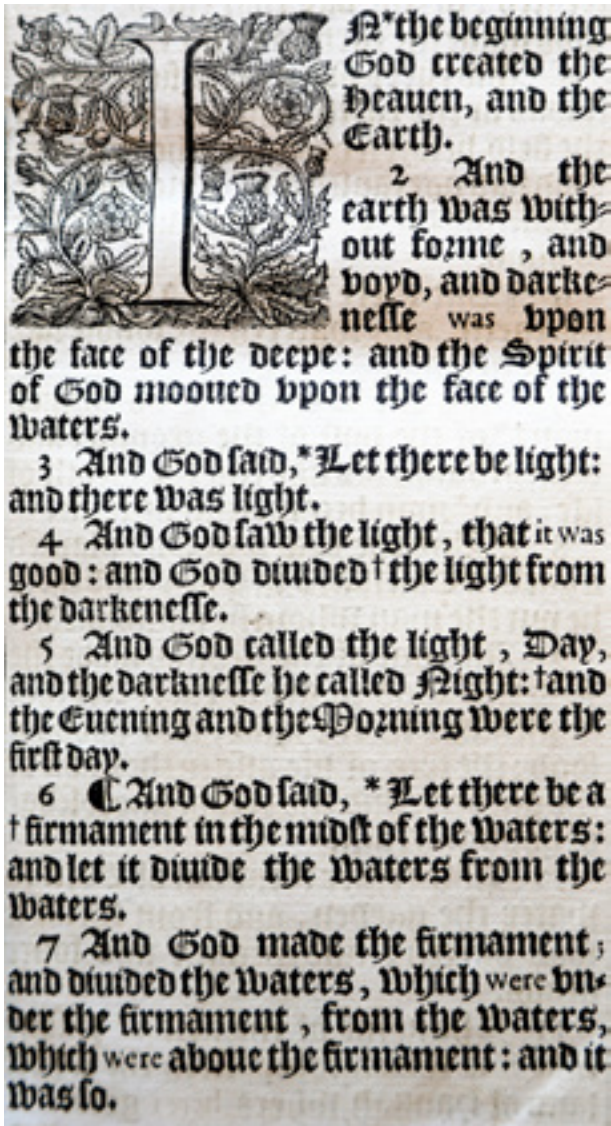 IN*the beginning
God created the
Heauen, and the
Earth.
2 And the
earth was with-
out forme , and
voyd, and darke-
nesse was vpon
the face of the deepe: and the Spirit
of God mooued vpon the face of the
waters.
3 And God said,*Let there be light:
and there was light.
4 And God saw the light , that it was
good : and God diuided†the light from
the darkenesse.
5 And God called the light , Day,
and the darknesse he called Night:†and
the Euening and the Morning were the
first day.
6 ¶And God said, *Let there be a
†firmament in the midst of the waters:
and let it diuide the waters from the
waters.
7 And God made the firmament;
and diuided the waters, which were vn-
der the firmament , from the waters,
which were aboue the firmament : and it
was so.